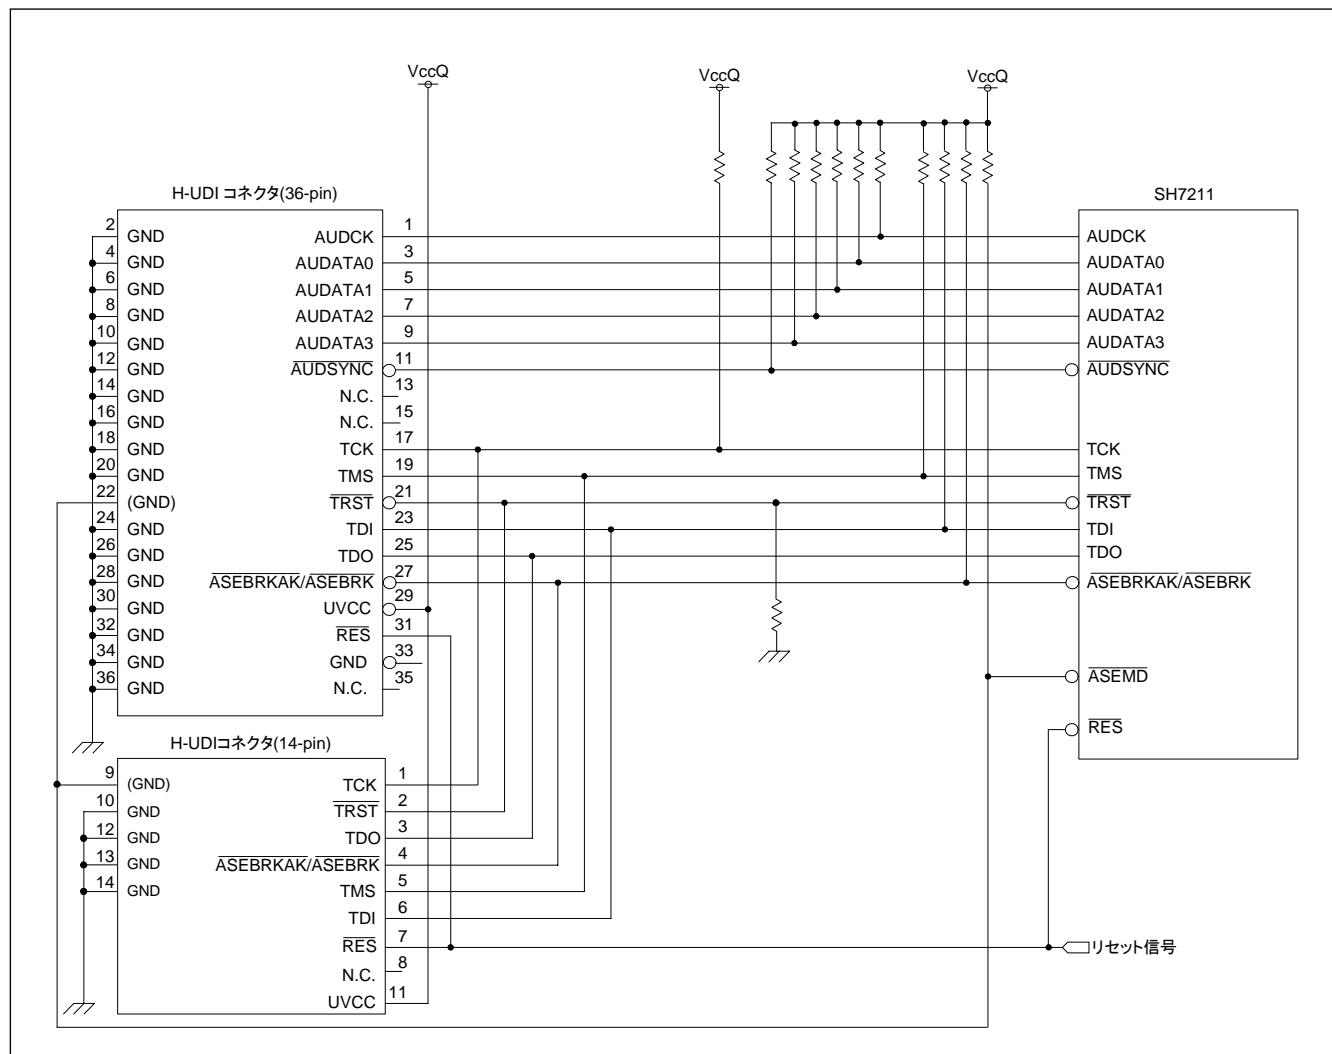 VccQ
VccQ
VccQ
H-UDI コネクタ(36-pin)
SH7211
2 GND AUDCK 1 AUDCK
4 GND AUDATA0 3 AUDATA0
6 GND AUDATA1 5 AUDATA1
8 GND AUDATA2 7 AUDATA2
10 GND AUDATA3 9 AUDATA3
12 GND AUDSYNC 11 AUDSYNC
14 GND N.C. 13
16 GND N.C. 15
18 GND TCK 17 TCK
20 GND TMS 19 TMS
22 (GND) TRST 21 TRST
24 GND TDI 23 TDI
26 GND TDO 25 TDO
28 GND ASEBRKAK/ASEBRK 27 ASEBRKAK/ASEBRK
30 GND UVCC 29
32 GND RES 31
34 GND GND 33
36 GND N.C. 35
ASEMD
RES
H-UDIコネクタ(14-pin)
9 (GND) TCK 1
10 GND TRST 2
12 GND TDO 3
13 GND ASEBRKAK/ASEBRK 4
14 GND TMS 5
TDI 6
RES 7
リセット信号
N.C. 8
UVCC 11